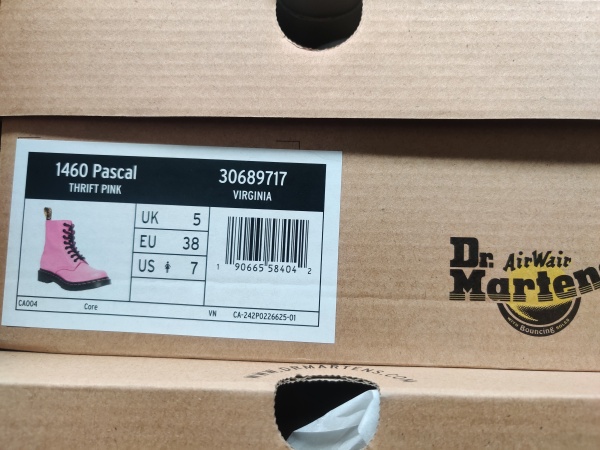 1460 Pascal
THRIFT PINK
30689717
VIRGINIA
UK 5
EU 38
US 7
1 90665 58404 2
CA004
Core
VN
CA-242P0226625-01
Dr. AirWair
Martens
WITH Bouncing SOLES
WWW.DRMARTENS.COM